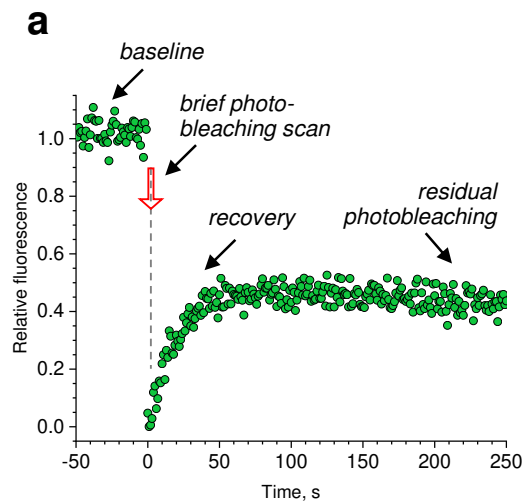 a
baseline
brief photo-
bleaching scan
recovery
residual
photobleaching
Relative fluorescence
1.0
0.8
0.6
0.4
0.2
0.0
-50
0
50
100
150
200
250
Time, s